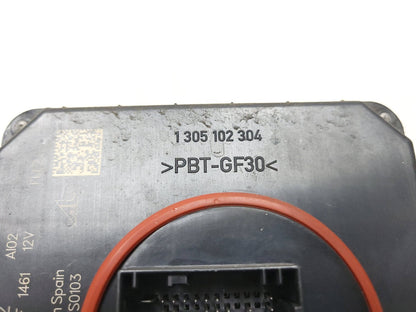 1 305 102 304
>PBT-GF30<
AI02
12V
1461
Spain
S0103